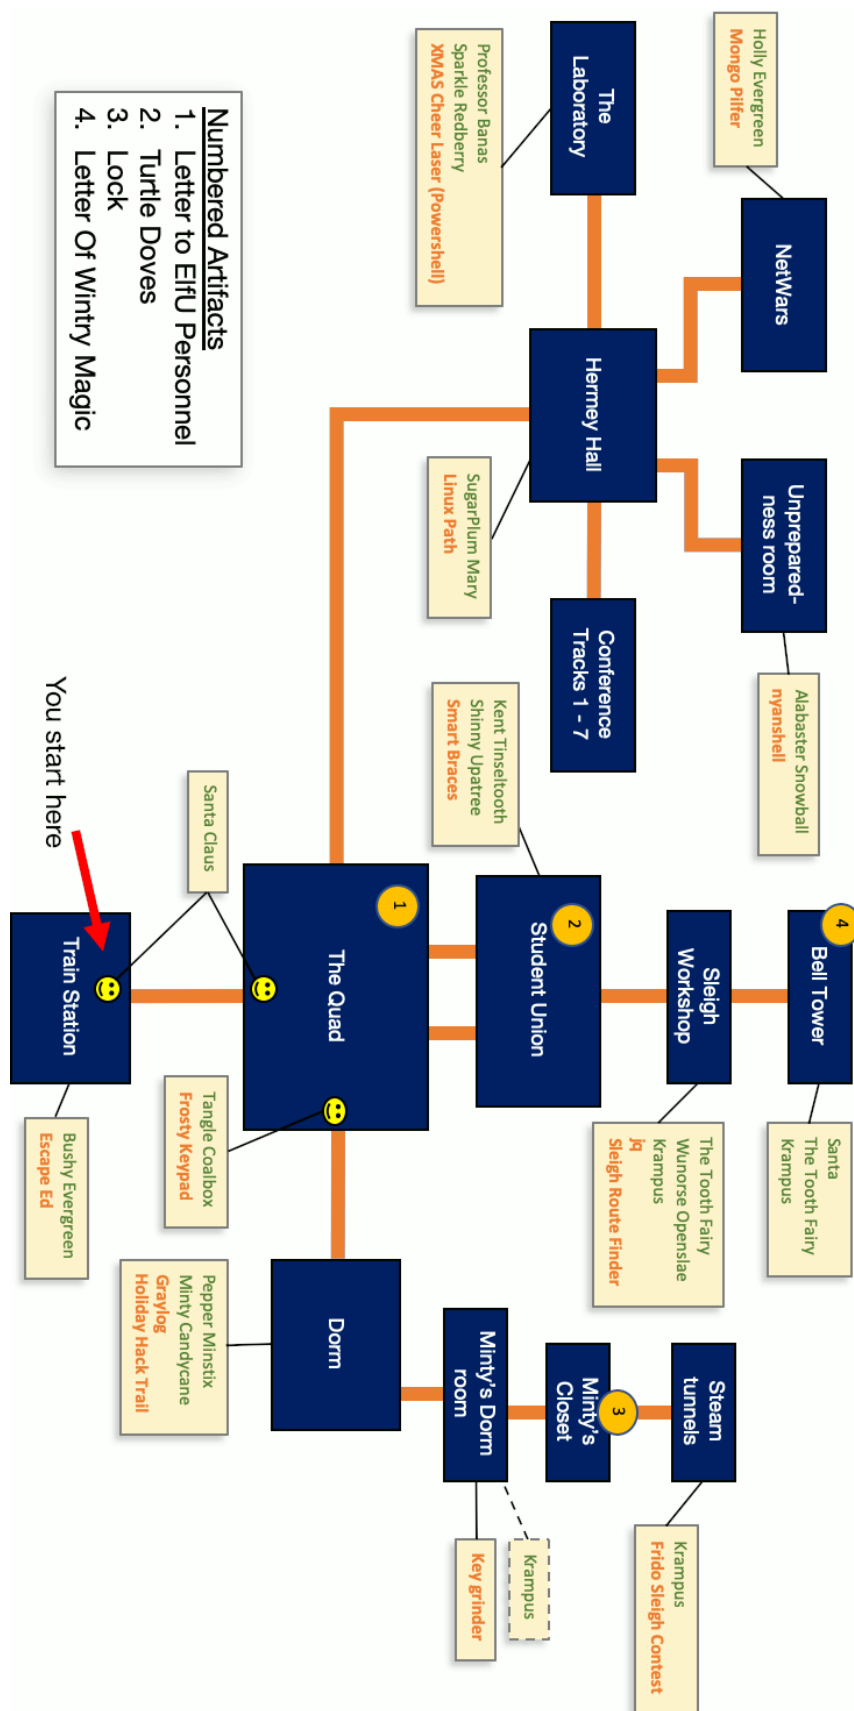 Holly Evergreen
Mongo Pilfer
NetWars
Unprepared-
ness room
Alabaster Snowball
nyanshell
4
Bell Tower
Santa
The Tooth Fairy
Krampus
The
Laboratory
Professor Banas
Sparkle Redberry
XMAS Cheer Laser (Powershell)
Hermey Hall
SugarPlum Mary
Linux Path
Conference
Tracks 1 - 7
Sleigh
Workshop
The Tooth Fairy
Wunorse Openslae
Krampus
jq
Sleigh Route Finder
Steam
tunnels
Krampus
Frido Sleigh Contest
Kent Tinseltooth
Shinny Upatree
Smart Braces
2
Student Union
3
Minty's
Closet
Minty's Dorm
room
Krampus
Key grinder
1
The Quad
Dorm
Santa Claus
Tangle Coalbox
Frosty Keypad
Pepper Minstix
Minty Candycane
Graylog
Holiday Hack Trail
Numbered Artifacts
1. Letter to ElfU Personnel
2. Turtle Doves
3. Lock
4. Letter Of Wintry Magic
You start here
Train Station
Bushy Evergreen
Escape Ed